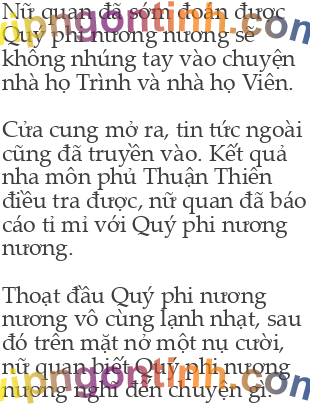 Nữ quan đã sớm đoán được
Quý phi nương nương sẽ
không nhúng tay vào chuyện
nhà họ Trình và nhà họ Viên.
Cửa cung mở ra, tin tức ngoài
cũng đã truyền vào. Kết quả
nha môn phủ Thuận Thiên
điều tra được, nữ quan đã báo
cáo tỉ mỉ với Quý phi nương
nương.
Thoạt đầu Quý phi nương
nương vô cùng lạnh nhạt, sau
đó trên mặt nở một nụ cười,
nữ quan biết Quý phi nương
nương nghĩ đến chuyện gì.
vipngontinh.com
vipngontinh.com